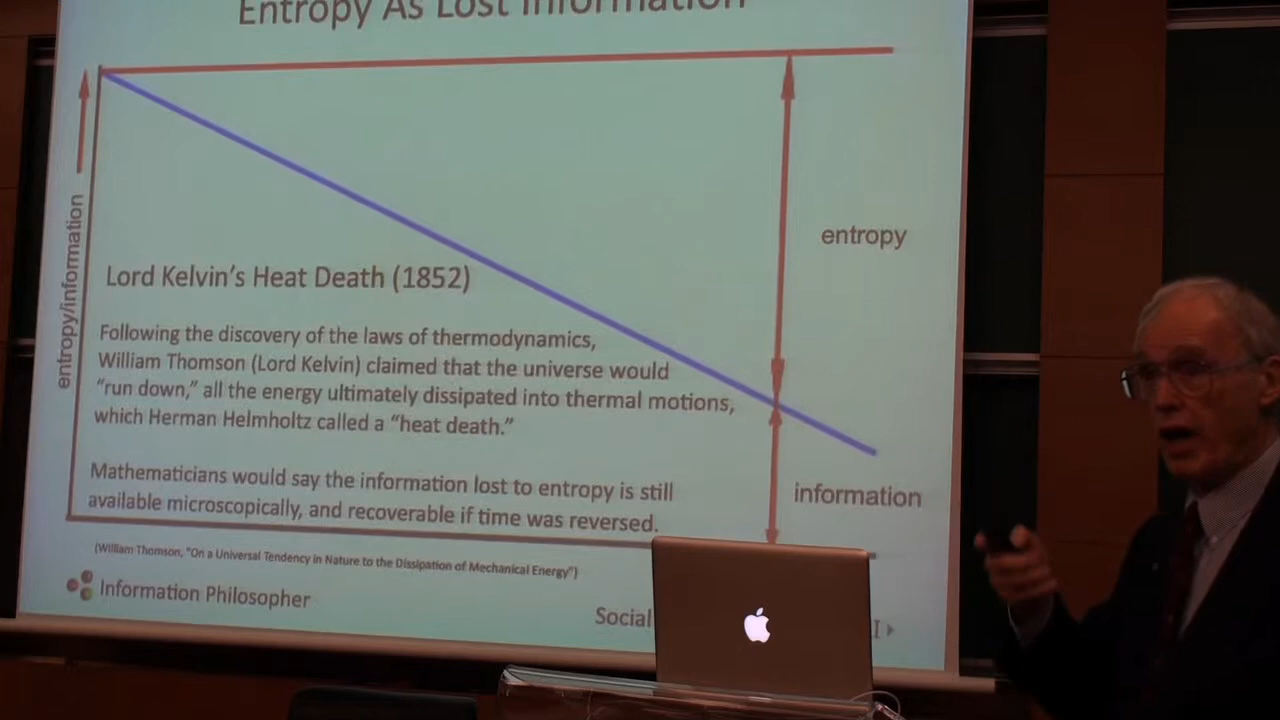 Entropy As Lost Information
entropy/information
entropy
Lord Kelvin's Heat Death (1852)
Following the discovery of the laws of thermodynamics,
William Thomson (Lord Kelvin) claimed that the universe would
"run down," all the energy ultimately dissipated into thermal motions,
which Herman Helmholtz called a "heat death."
Mathematicians would say the information lost to entropy is still
available microscopically, and recoverable if time was reversed.
information
(William Thomson, "On a Universal Tendency in Nature to the Dissipation of Mechanical Energy")
Information Philosopher
Social